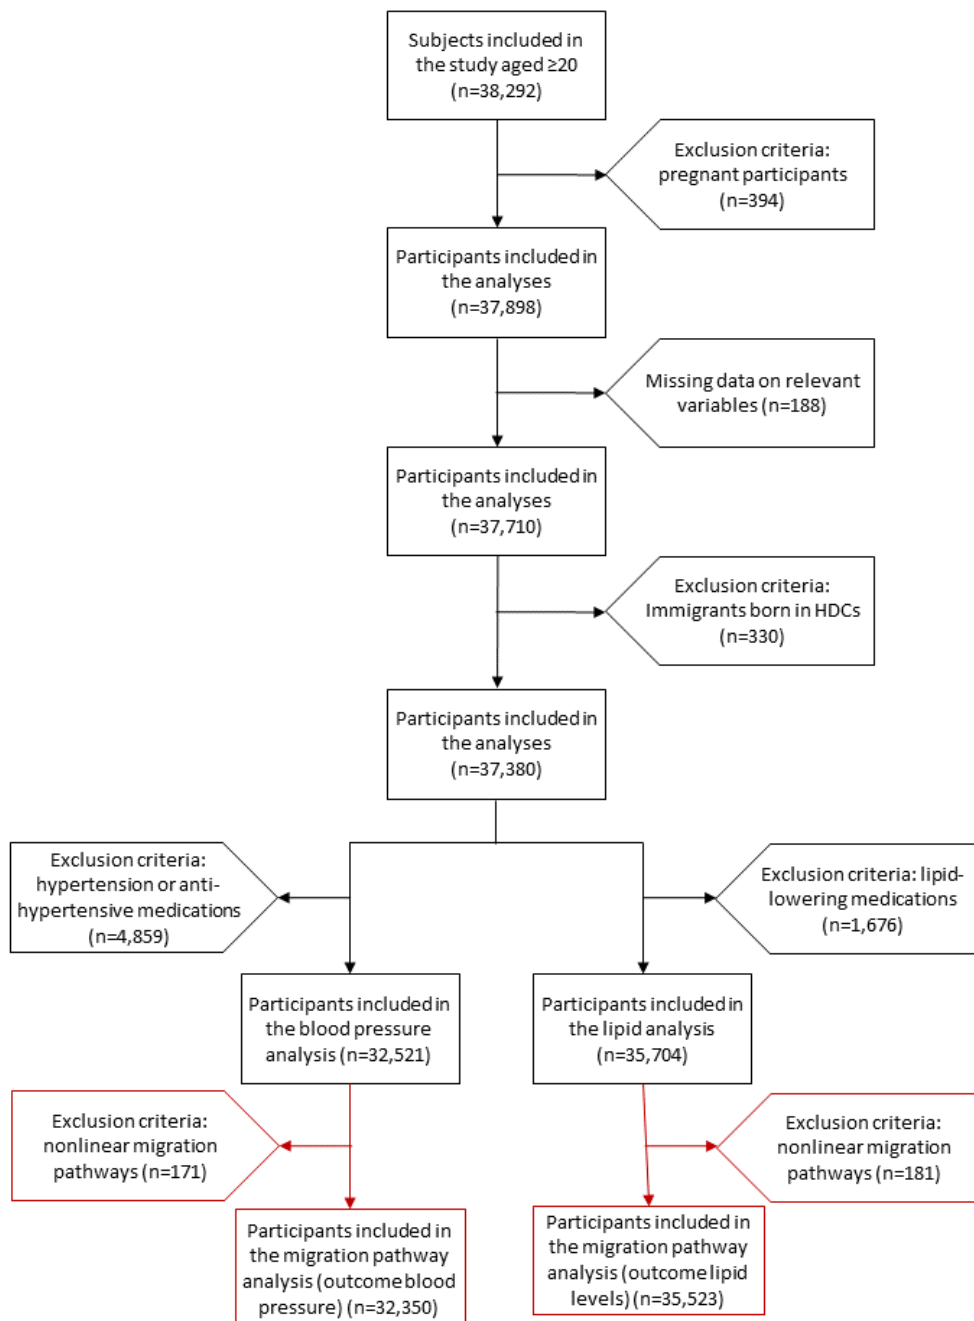 Subjects included in
the study aged ≥20
(n=38,292)
Exclusion criteria:
pregnant participants
(n=394)
Participants included in
the analyses
(n=37,898)
Missing data on relevant
variables (n=188)
Participants included in
the analyses
(n=37,710)
Exclusion criteria:
Immigrants born in HDCs
(n=330)
Participants included in
the analyses
(n=37,380)
Exclusion criteria:
hypertension or anti-
hypertensive medications
(n=4,859)
Exclusion criteria: lipid-
lowering medications
(n=1,676)
Participants included in
the blood pressure
analysis (n=32,521)
Participants included in
the lipid analysis
(n=35,704)
Exclusion criteria:
nonlinear migration
pathways (n=171)
Exclusion criteria:
nonlinear migration
pathways (n=181)
Participants included in
the migration pathway
analysis (outcome blood
pressure) (n=32,350)
Participants included in
the migration pathway
analysis (outcome lipid
levels) (n=35,523)